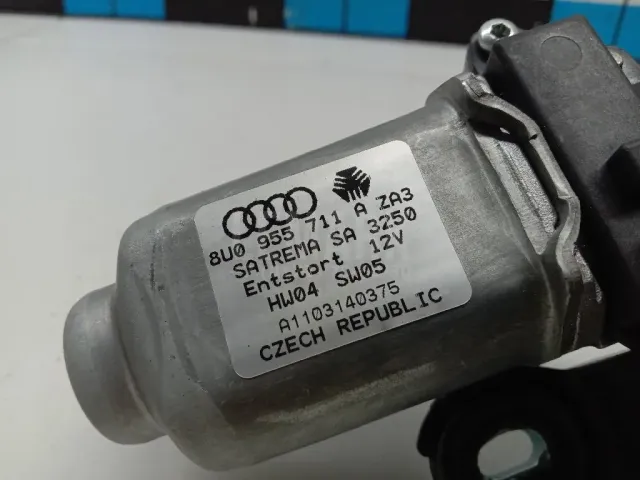 8U0 955 711 A ZA3
SATREMA SA 3250
Entstort 12V
HW04 SW05
A1103140375
CZECH REPUBLIC